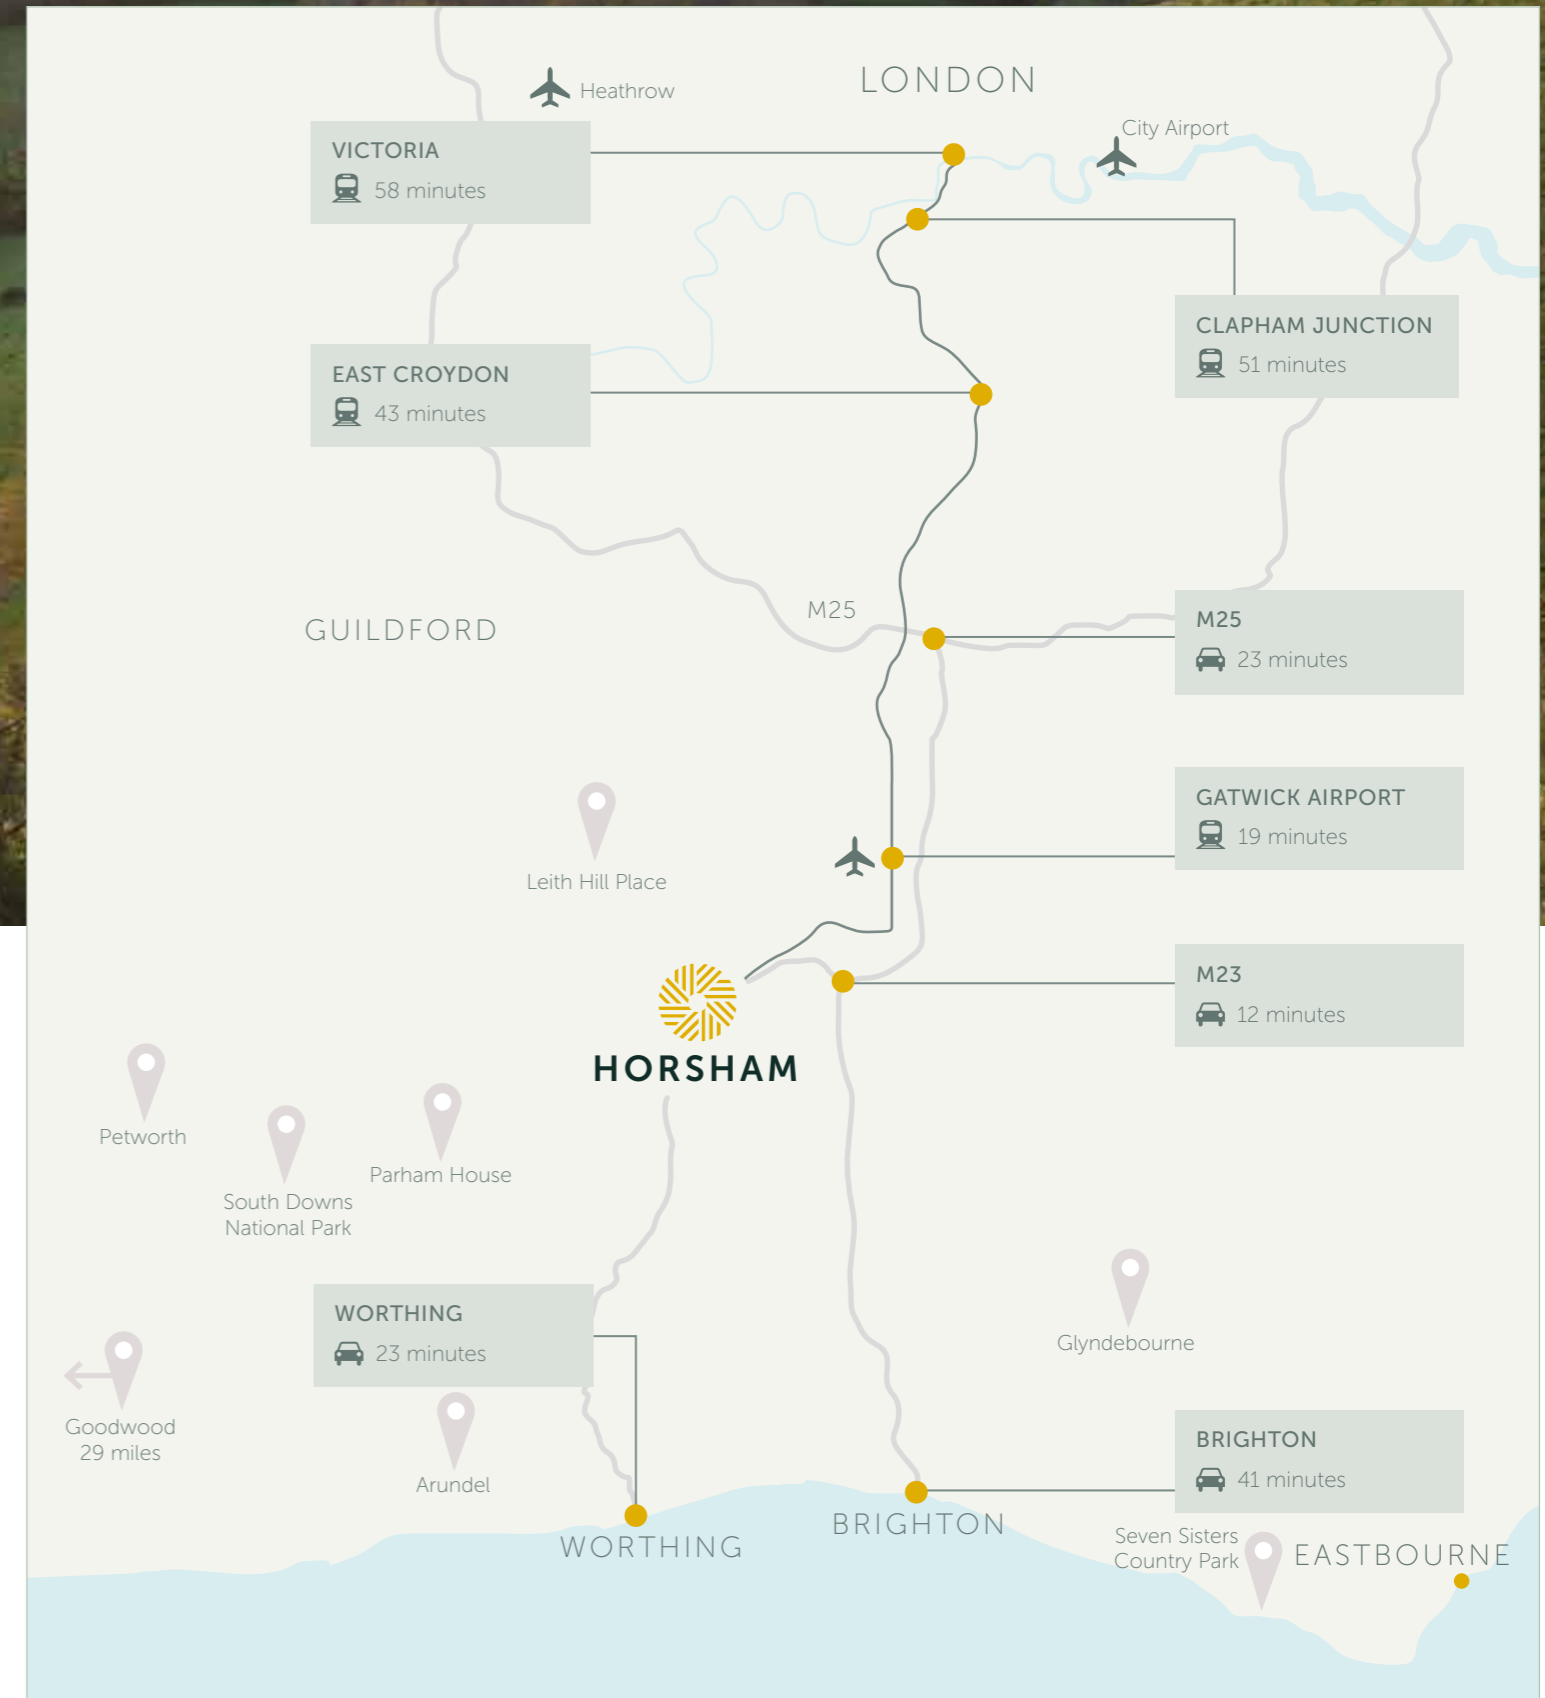 LONDON
Heathrow
City Airport
VICTORIA
58 minutes
CLAPHAM JUNCTION
51 minutes
EAST CROYDON
43 minutes
M25
GUILDFORD
M25
23 minutes
GATWICK AIRPORT
19 minutes
Leith Hill Place
M23
12 minutes
HORSHAM
Petworth
Parham House
South Downs
National Park
WORTHING
23 minutes
Glyndebourne
Goodwood
29 miles
Arundel
BRIGHTON
41 minutes
BRIGHTON
WORTHING
Seven Sisters
Country Park
EASTBOURNE